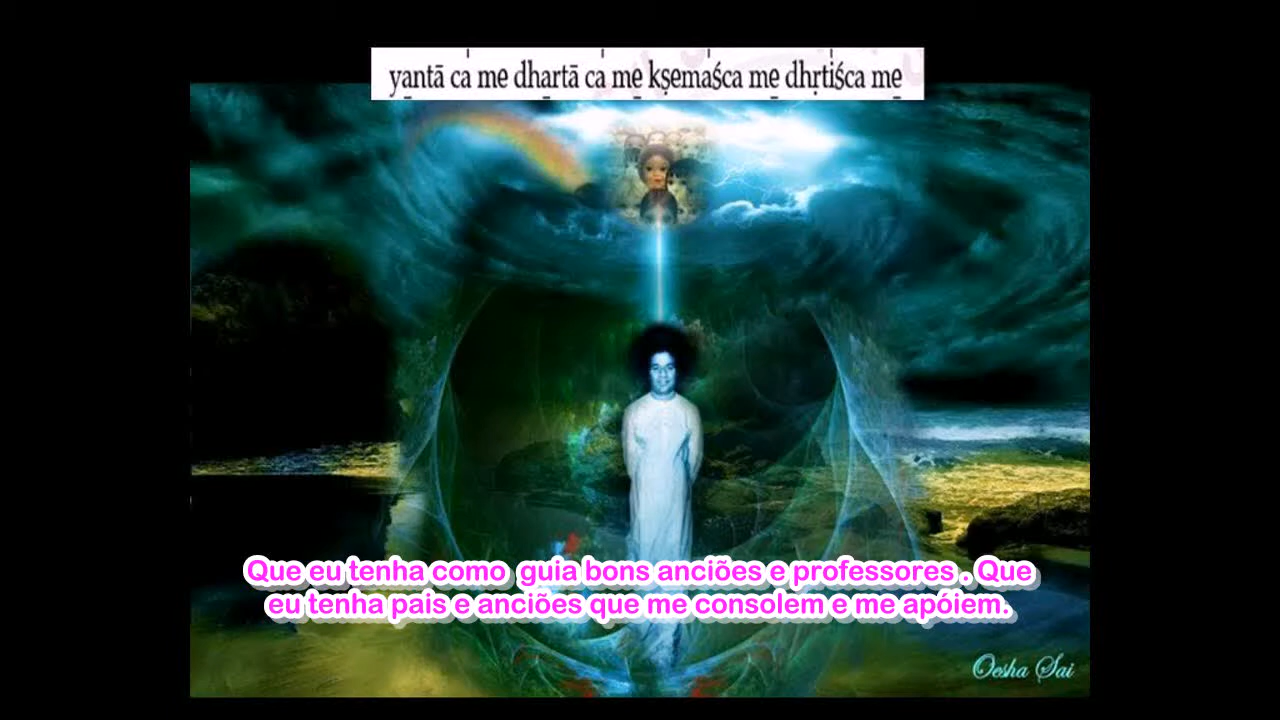 yantā ca me dhartā ca me kṣemaśca me dhṛtiśca me
Que eu tenha como  guia bons anciões e professores . Que
eu tenha pais e anciões que me consolem e me apóiem.
Oesha Sai